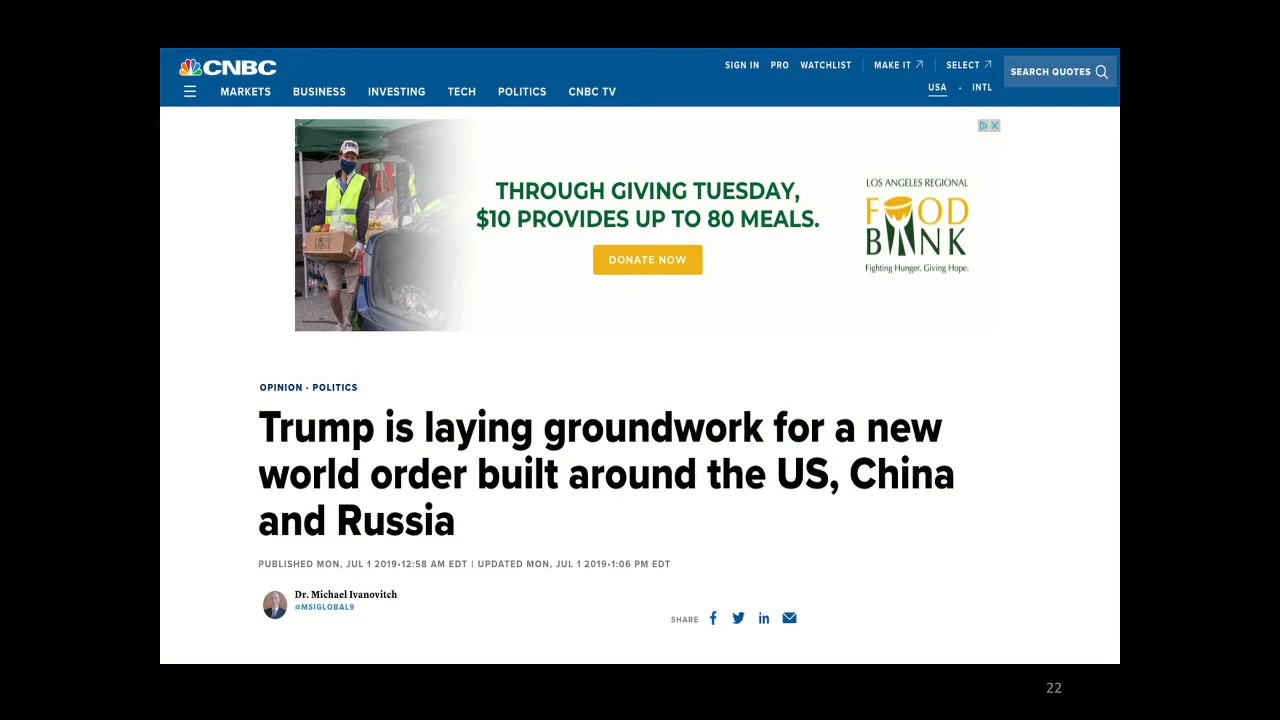 CNBC
SIGN IN PRO WATCHLIST MAKE IT SELECT
SEARCH QUOTES
USA · INTL
MARKETS BUSINESS INVESTING TECH POLITICS CNBC TV
THROUGH GIVING TUESDAY,
$10 PROVIDES UP TO 80 MEALS.
DONATE NOW
LOS ANGELES REGIONAL
FOOD
BANK
Fighting Hunger. Giving Hope.
OPINION - POLITICS
Trump is laying groundwork for a new
world order built around the US, China
and Russia
PUBLISHED MON, JUL 1 2019•12:58 AM EDT | UPDATED MON, JUL 1 2019•1:06 PM EDT
Dr. Michael Ivanovitch
@MSIGLOBAL9
SHARE
22